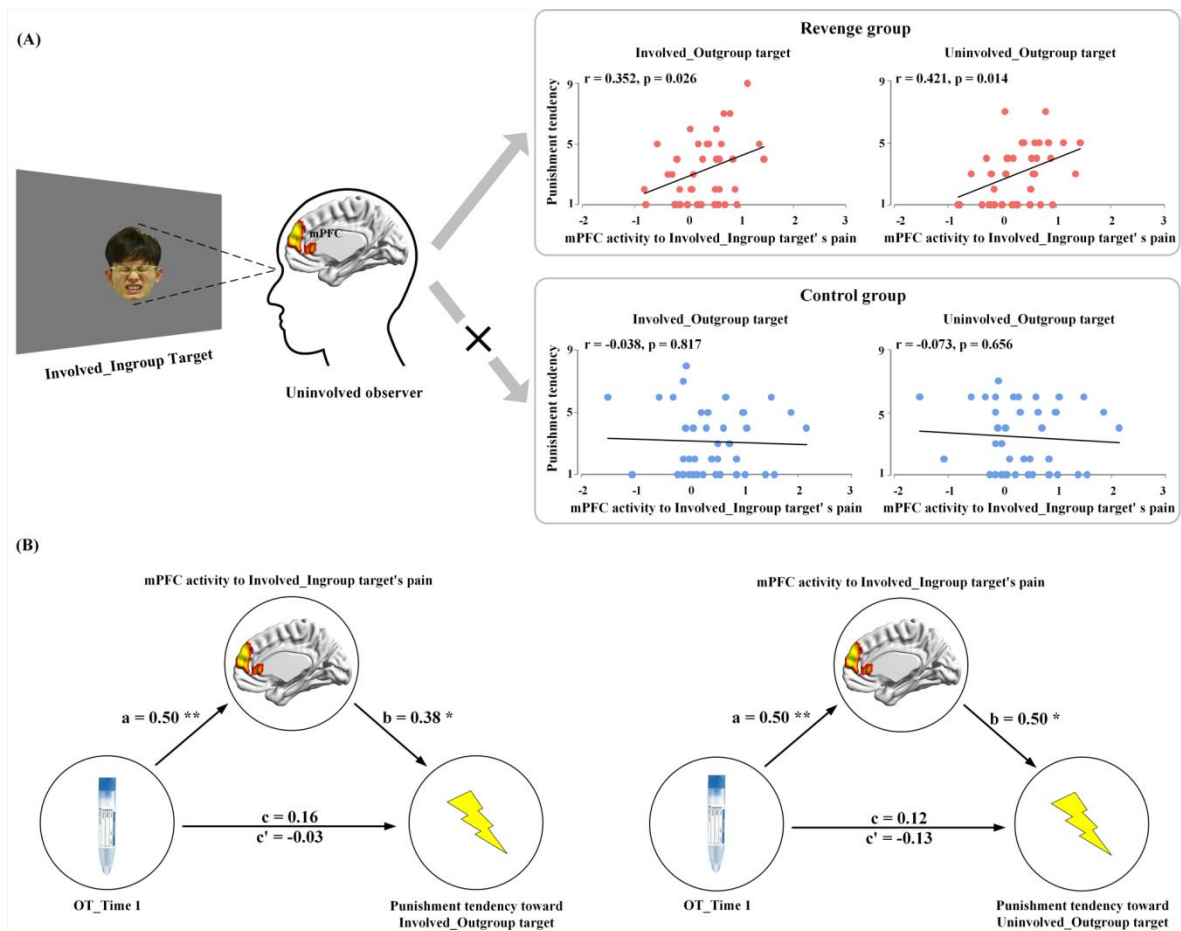 (A)
Involved_Ingroup Target
mPFC
Uninvolved observer
Revenge group
Involved_Outgroup target
r = 0.352, p = 0.026
Punishment tendency
9
5
1
-2
-1
0
1
2
3
mPFC activity to Involved_Ingroup target' s pain
Uninvolved_Outgroup target
r = 0.421, p = 0.014
9
5
1
-2
-1
0
1
2
3
mPFC activity to Involved_Ingroup target' s pain
Control group
Involved_Outgroup target
r = -0.038, p = 0.817
Punishment tendency
9
5
1
-2
-1
0
1
2
3
mPFC activity to Involved_Ingroup target' s pain
Uninvolved_Outgroup target
r = -0.073, p = 0.656
9
5
1
-2
-1
0
1
2
3
mPFC activity to Involved_Ingroup target' s pain
(B)
mPFC activity to Involved_Ingroup target's pain
a = 0.50 **
b = 0.38 *
c = 0.16
c' = -0.03
OT_Time 1
Punishment tendency toward
Involved_Outgroup target
mPFC activity to Involved_Ingroup target's pain
a = 0.50 **
b = 0.50 *
c = 0.12
c' = -0.13
OT_Time 1
Punishment tendency toward
Uninvolved_Outgroup target